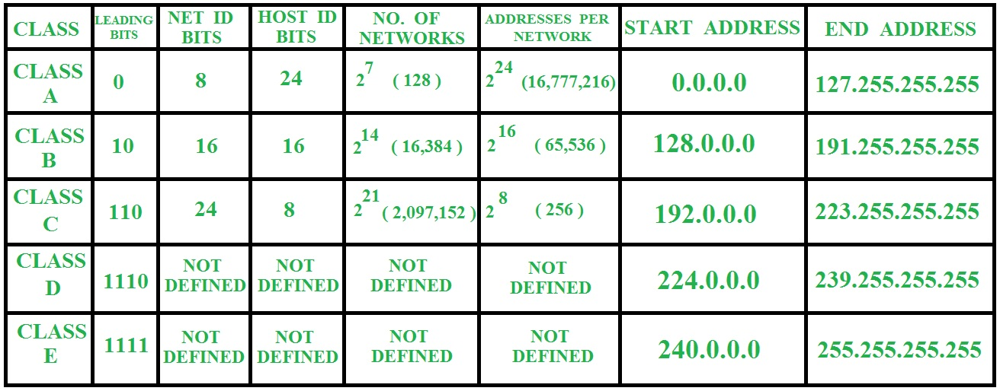 CLASS LEADING BITS NET ID BITS HOST ID BITS NO. OF NETWORKS ADDRESSES PER NETWORK START ADDRESS END ADDRESS
CLASS A 0 8 24 2^7 ( 128 ) 2^24 (16,777,216) 0.0.0.0 127.255.255.255
CLASS B 10 16 16 2^14 ( 16,384 ) 2^16 ( 65,536 ) 128.0.0.0 191.255.255.255
CLASS C 110 24 8 2^21 ( 2,097,152 ) 2^8 ( 256 ) 192.0.0.0 223.255.255.255
CLASS D 1110 NOT DEFINED NOT DEFINED NOT DEFINED NOT DEFINED 224.0.0.0 239.255.255.255
CLASS E 1111 NOT DEFINED NOT DEFINED NOT DEFINED NOT DEFINED 240.0.0.0 255.255.255.255